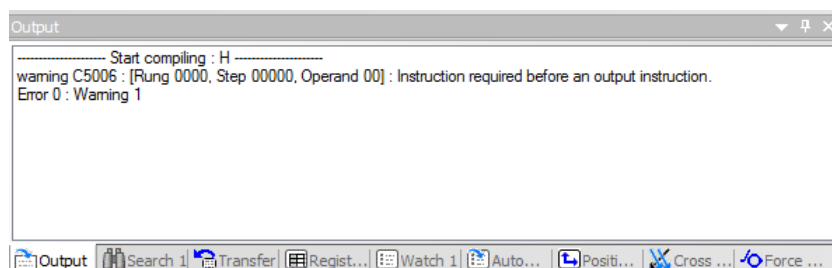 Output
--------------------- Start compiling : H ---------------------
warning C5006 : [Rung 0000, Step 00000, Operand 00] : Instruction required before an output instruction.
Error 0 : Warning 1
Output Search 1 Transfer Regist... Watch 1 Auto... Positi... Cross ... Force ...